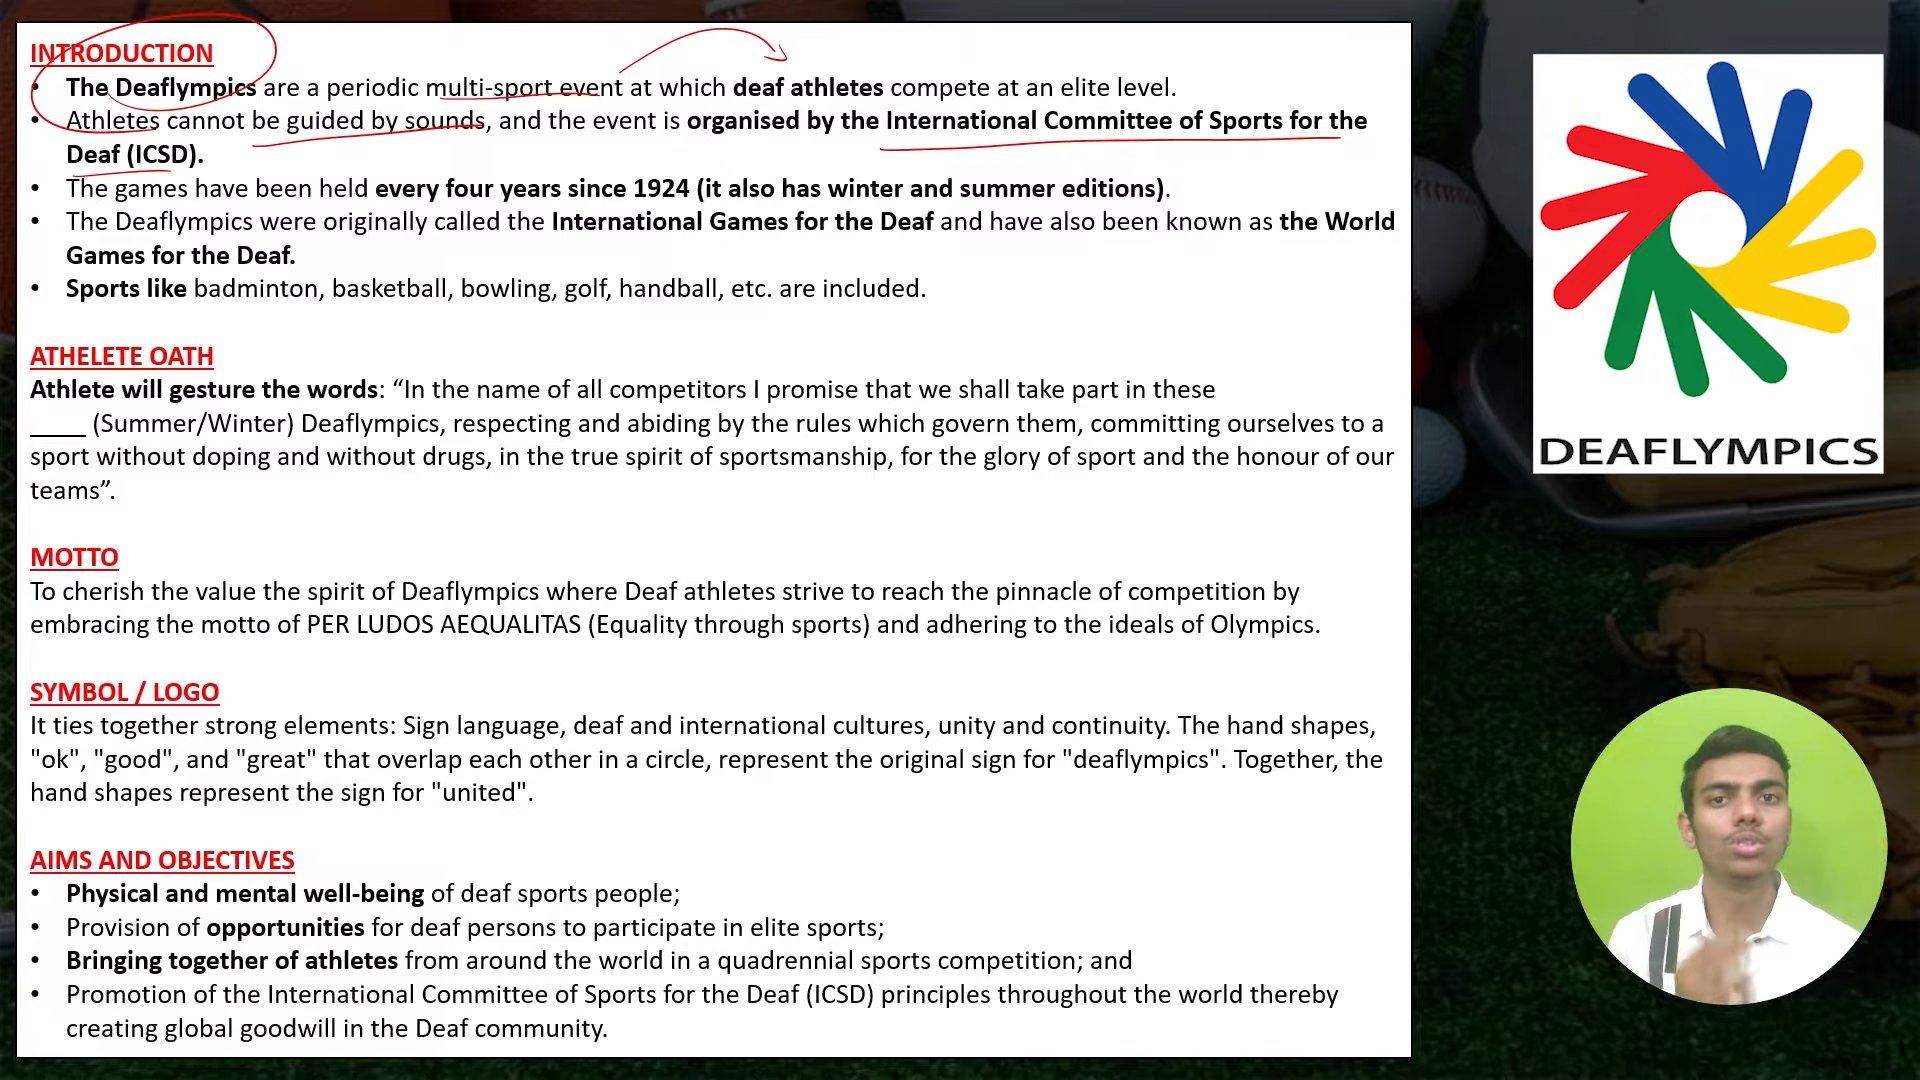 INTRODUCTION
• The Deaflympics are a periodic multi-sport event at which deaf athletes compete at an elite level.
• Athletes cannot be guided by sounds, and the event is organised by the International Committee of Sports for the
Deaf (ICSD).
• The games have been held every four years since 1924 (it also has winter and summer editions).
• The Deaflympics were originally called the International Games for the Deaf and have also been known as the World
Games for the Deaf.
• Sports like badminton, basketball, bowling, golf, handball, etc. are included.
ATHELETE OATH
Athlete will gesture the words: “In the name of all competitors I promise that we shall take part in these
____ (Summer/Winter) Deaflympics, respecting and abiding by the rules which govern them, committing ourselves to a
sport without doping and without drugs, in the true spirit of sportsmanship, for the glory of sport and the honour of our
teams”.
MOTTO
To cherish the value the spirit of Deaflympics where Deaf athletes strive to reach the pinnacle of competition by
embracing the motto of PER LUDOS AEQUALITAS (Equality through sports) and adhering to the ideals of Olympics.
SYMBOL / LOGO
It ties together strong elements: Sign language, deaf and international cultures, unity and continuity. The hand shapes,
"ok", "good", and "great" that overlap each other in a circle, represent the original sign for "deaflympics". Together, the
hand shapes represent the sign for "united".
AIMS AND OBJECTIVES
• Physical and mental well-being of deaf sports people;
• Provision of opportunities for deaf persons to participate in elite sports;
• Bringing together of athletes from around the world in a quadrennial sports competition; and
• Promotion of the International Committee of Sports for the Deaf (ICSD) principles throughout the world thereby
creating global goodwill in the Deaf community.
DEAFLYMPICS